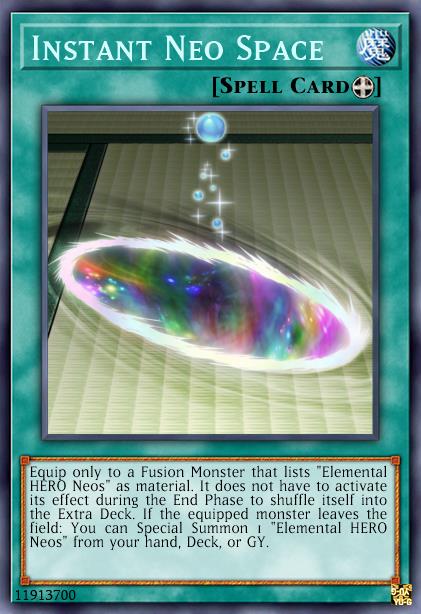 Instant Neo Space
魔
[Spell Card]
Equip only to a Fusion Monster that lists "Elemental
HERO Neos" as material. It does not have to activate
its effect during the End Phase to shuffle itself into
the Extra Deck. If the equipped monster leaves the
field: You can Special Summon 1 "Elemental HERO
Neos" from your hand, Deck, or GY.
11913700